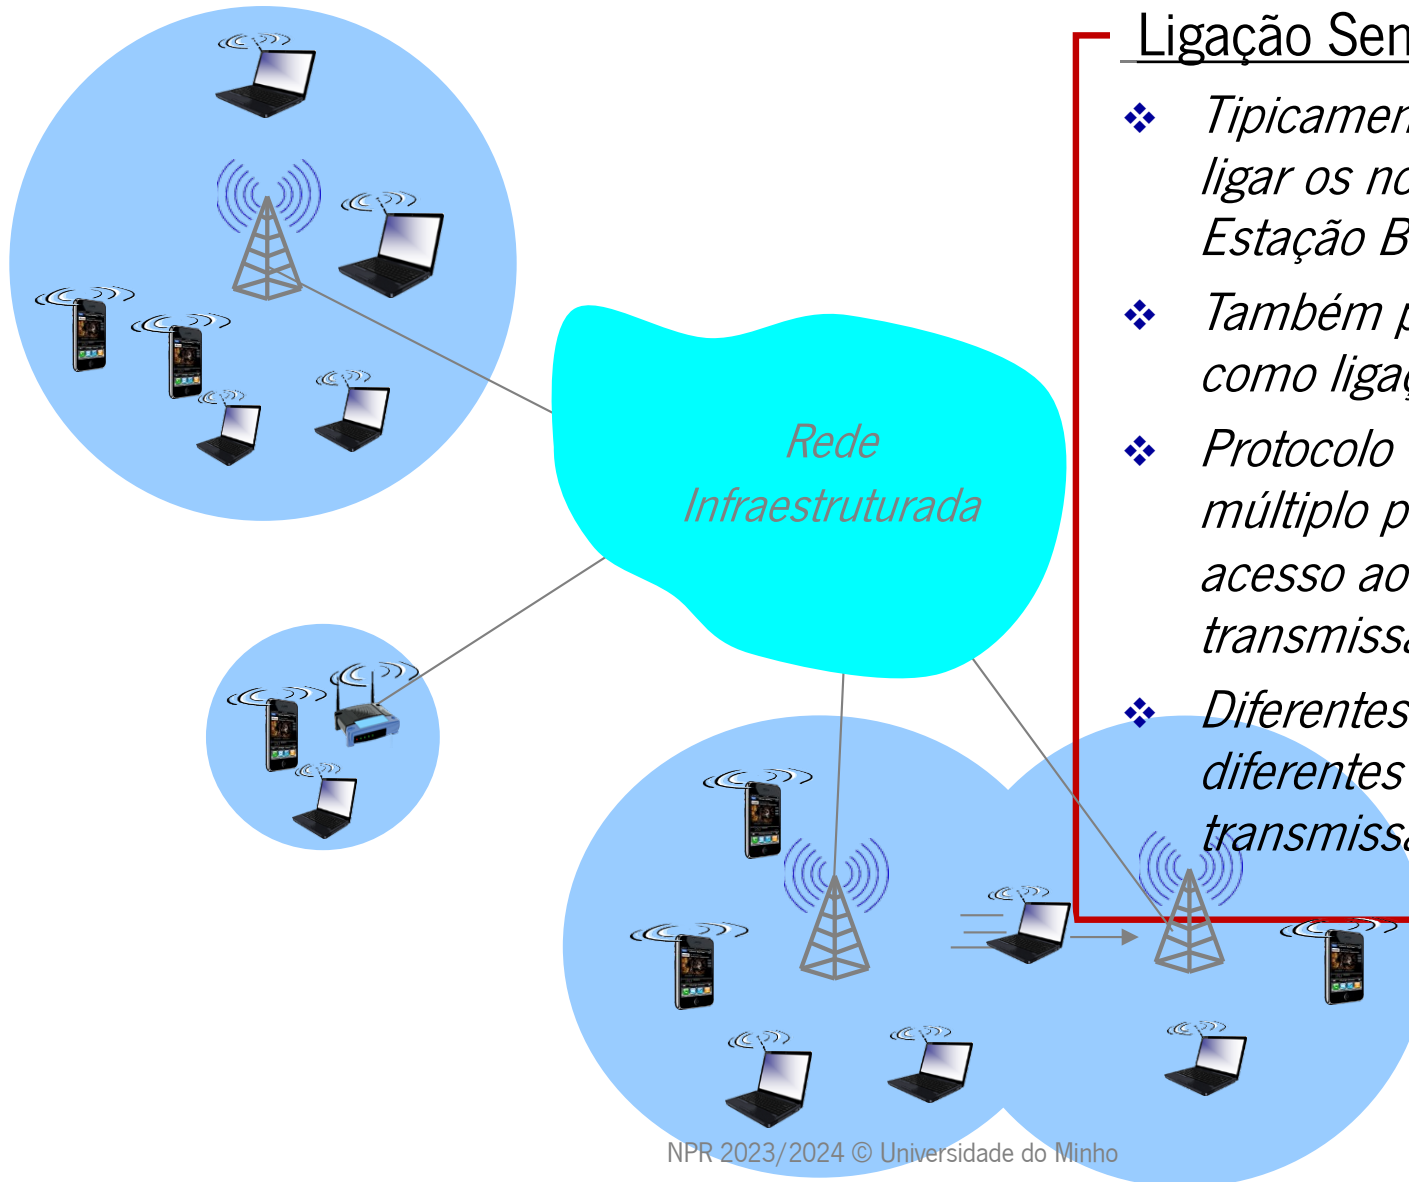 Ligação Sen
Tipicamen
ligar os no
Estação B
Também p
como ligaç
Protocolo
múltiplo p
acesso ao
transmissã
Diferentes
diferentes
transmissã
Rede
Infraestruturada
NPR 2023/2024 © Universidade do Minho